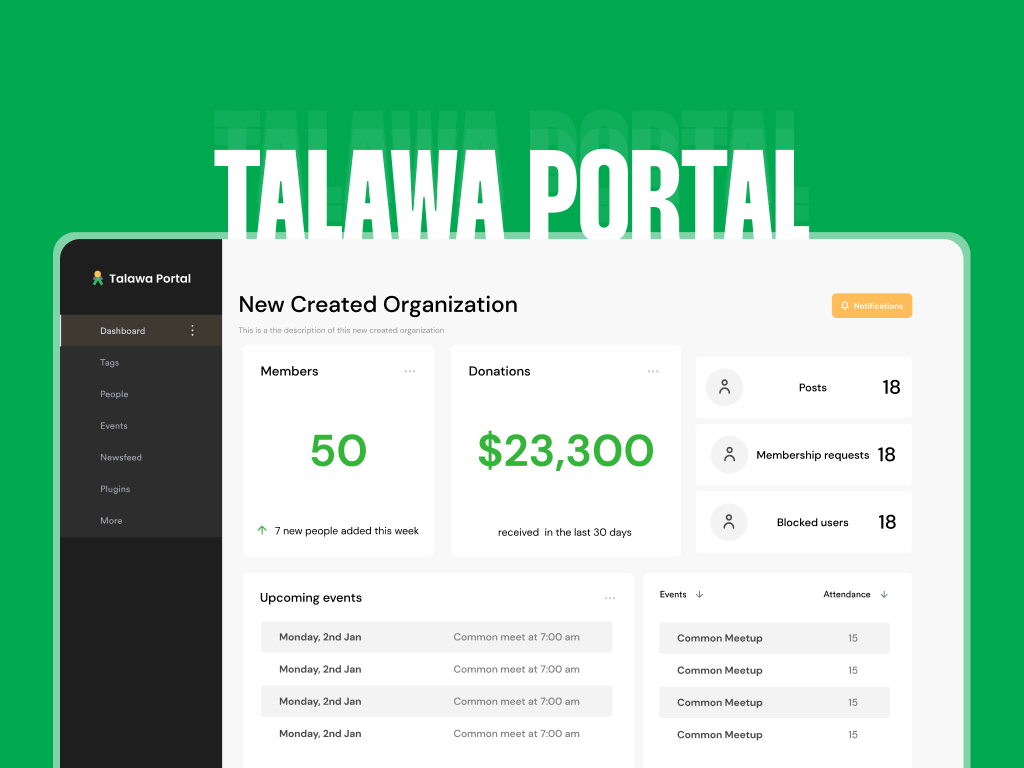 TALAWA PORTAL
TALAWA PORTAL
Talawa Portal
Dashboard
Tags
People
Events
Newsfeed
Plugins
More
New Created Organization
This is a the description of this new created organization
Notifications
Members
50
7 new people added this week
Donations
$23,300
received in the last 30 days
Posts 18
Membership requests 18
Blocked users 18
Upcoming events
Monday, 2nd Jan Common meet at 7:00 am
Monday, 2nd Jan Common meet at 7:00 am
Monday, 2nd Jan Common meet at 7:00 am
Monday, 2nd Jan Common meet at 7:00 am
Events Attendance
Common Meetup 15
Common Meetup 15
Common Meetup 15
Common Meetup 15